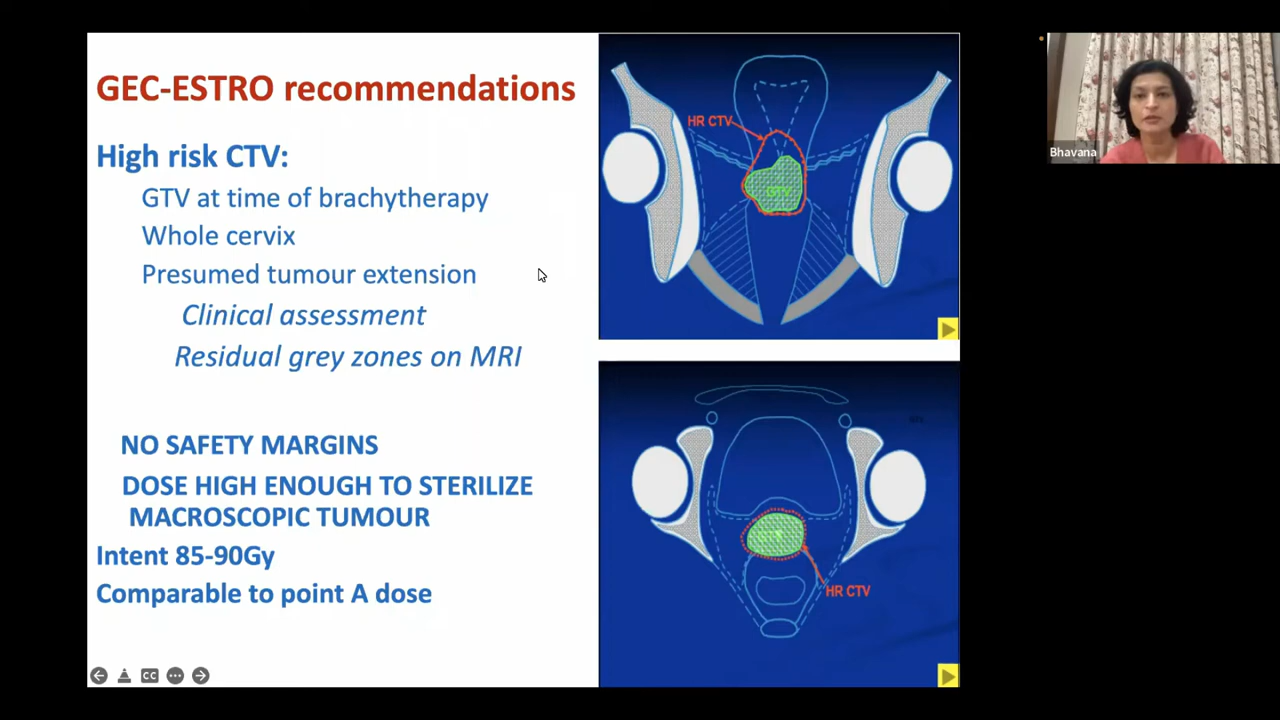 GEC-ESTRO recommendations
High risk CTV:
GTV at time of brachytherapy
Whole cervix
Presumed tumour extension
Clinical assessment
Residual grey zones on MRI
NO SAFETY MARGINS
DOSE HIGH ENOUGH TO STERILIZE
MACROSCOPIC TUMOUR
Intent 85-90Gy
Comparable to point A dose
CC
HR CTV
GTV
HR CTV
Bhavana